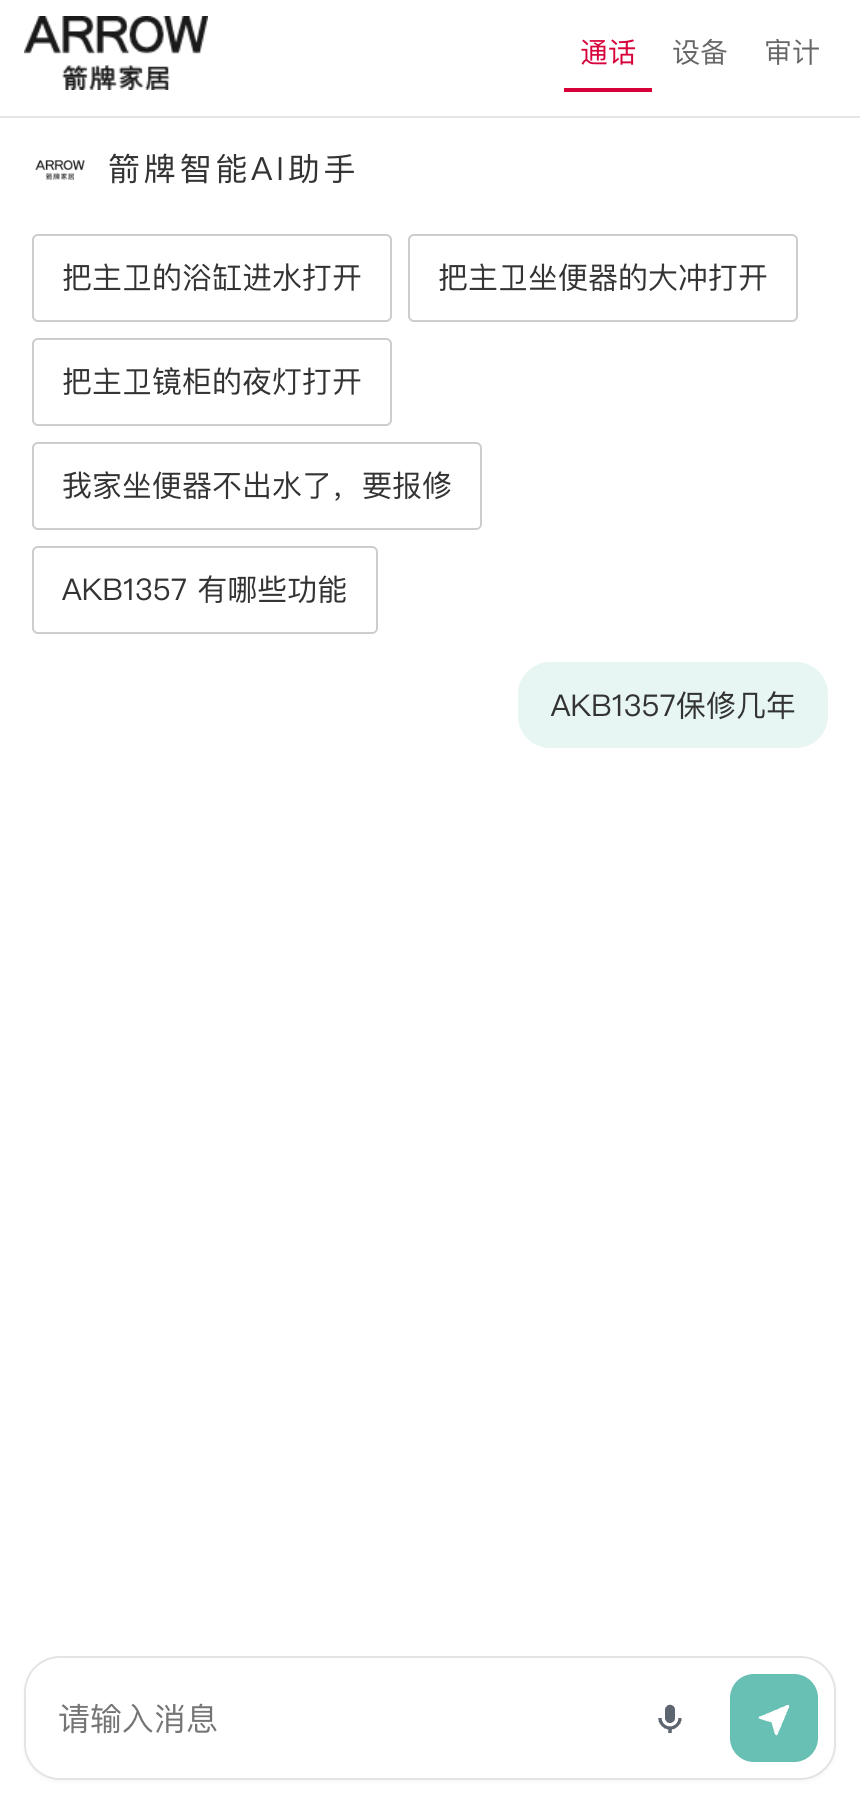 ARROW
箭牌家居
通话 设备 审计
ARROW
箭牌家居
箭牌智能AI助手
把主卫的浴缸进水打开
把主卫坐便器的大冲打开
把主卫镜柜的夜灯打开
我家坐便器不出水了，要报修
AKB1357 有哪些功能
AKB1357保修几年
请输入消息